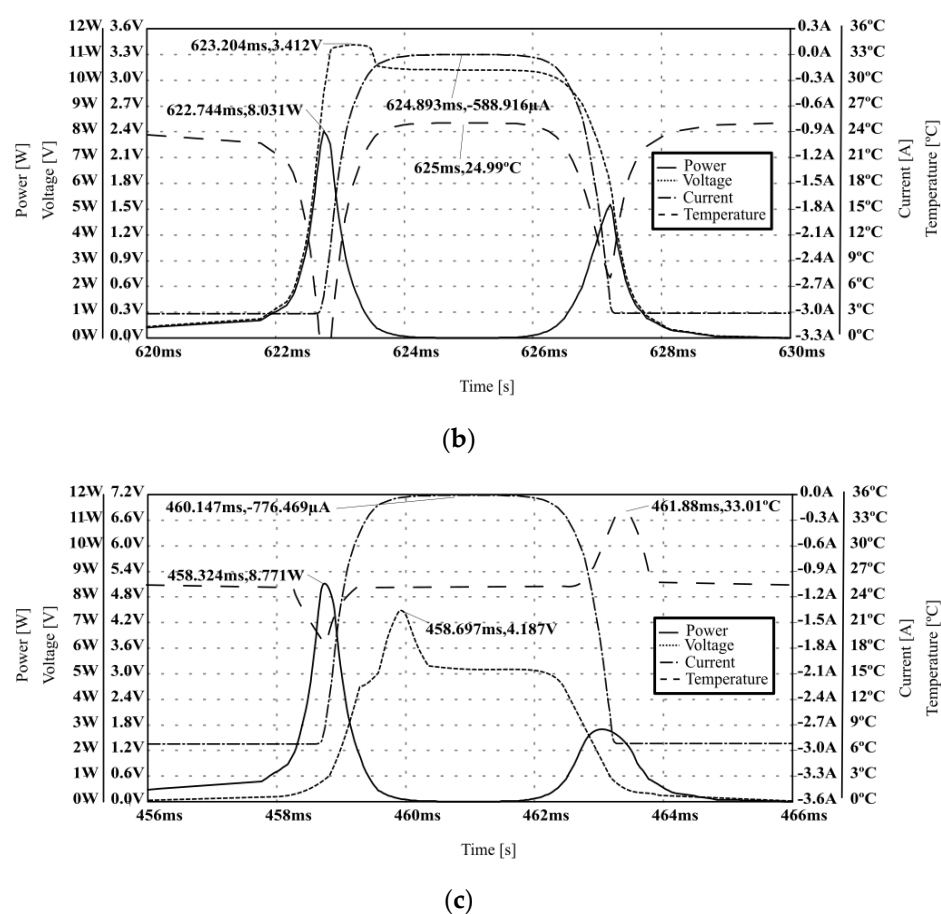 12W 3.6V 0.3A 36ºC
623.204ms,3.412V
11W 3.3V 0.0A 33ºC
10W 3.0V -0.3A 30ºC
9W 2.7V 624.893ms,-588.916µA -0.6A 27ºC
622.744ms,8.031W
8W 2.4V -0.9A 24ºC
7W 2.1V -1.2A 21ºC
625ms,24.99ºC
6W 1.8V -1.5A 18ºC
5W 1.5V -1.8A 15ºC
4W 1.2V -2.1A 12ºC
3W 0.9V -2.4A 9ºC
2W 0.6V -2.7A 6ºC
1W 0.3V -3.0A 3ºC
0W 0.0V -3.3A 0ºC
Power [W]
Voltage [V]
Power
Voltage
Current
Temperature
Current [A]
Temperature [ºC]
620ms 622ms 624ms 626ms 628ms 630ms
Time [s]
(b)
12W 7.2V 0.0A 36ºC
460.147ms,-776.469µA 461.88ms,33.01ºC
11W 6.6V -0.3A 33ºC
10W 6.0V -0.6A 30ºC
9W 5.4V -0.9A 27ºC
458.324ms,8.771W
8W 4.8V -1.2A 24ºC
7W 4.2V -1.5A 21ºC
458.697ms,4.187V
6W 3.6V -1.8A 18ºC
5W 3.0V -2.1A 15ºC
4W 2.4V -2.4A 12ºC
3W 1.8V -2.7A 9ºC
2W 1.2V -3.0A 6ºC
1W 0.6V -3.3A 3ºC
0W 0.0V -3.6A 0ºC
Power [W]
Voltage [V]
Power
Voltage
Current
Temperature
Current [A]
Temperature [ºC]
456ms 458ms 460ms 462ms 464ms 466ms
Time [s]
(c)